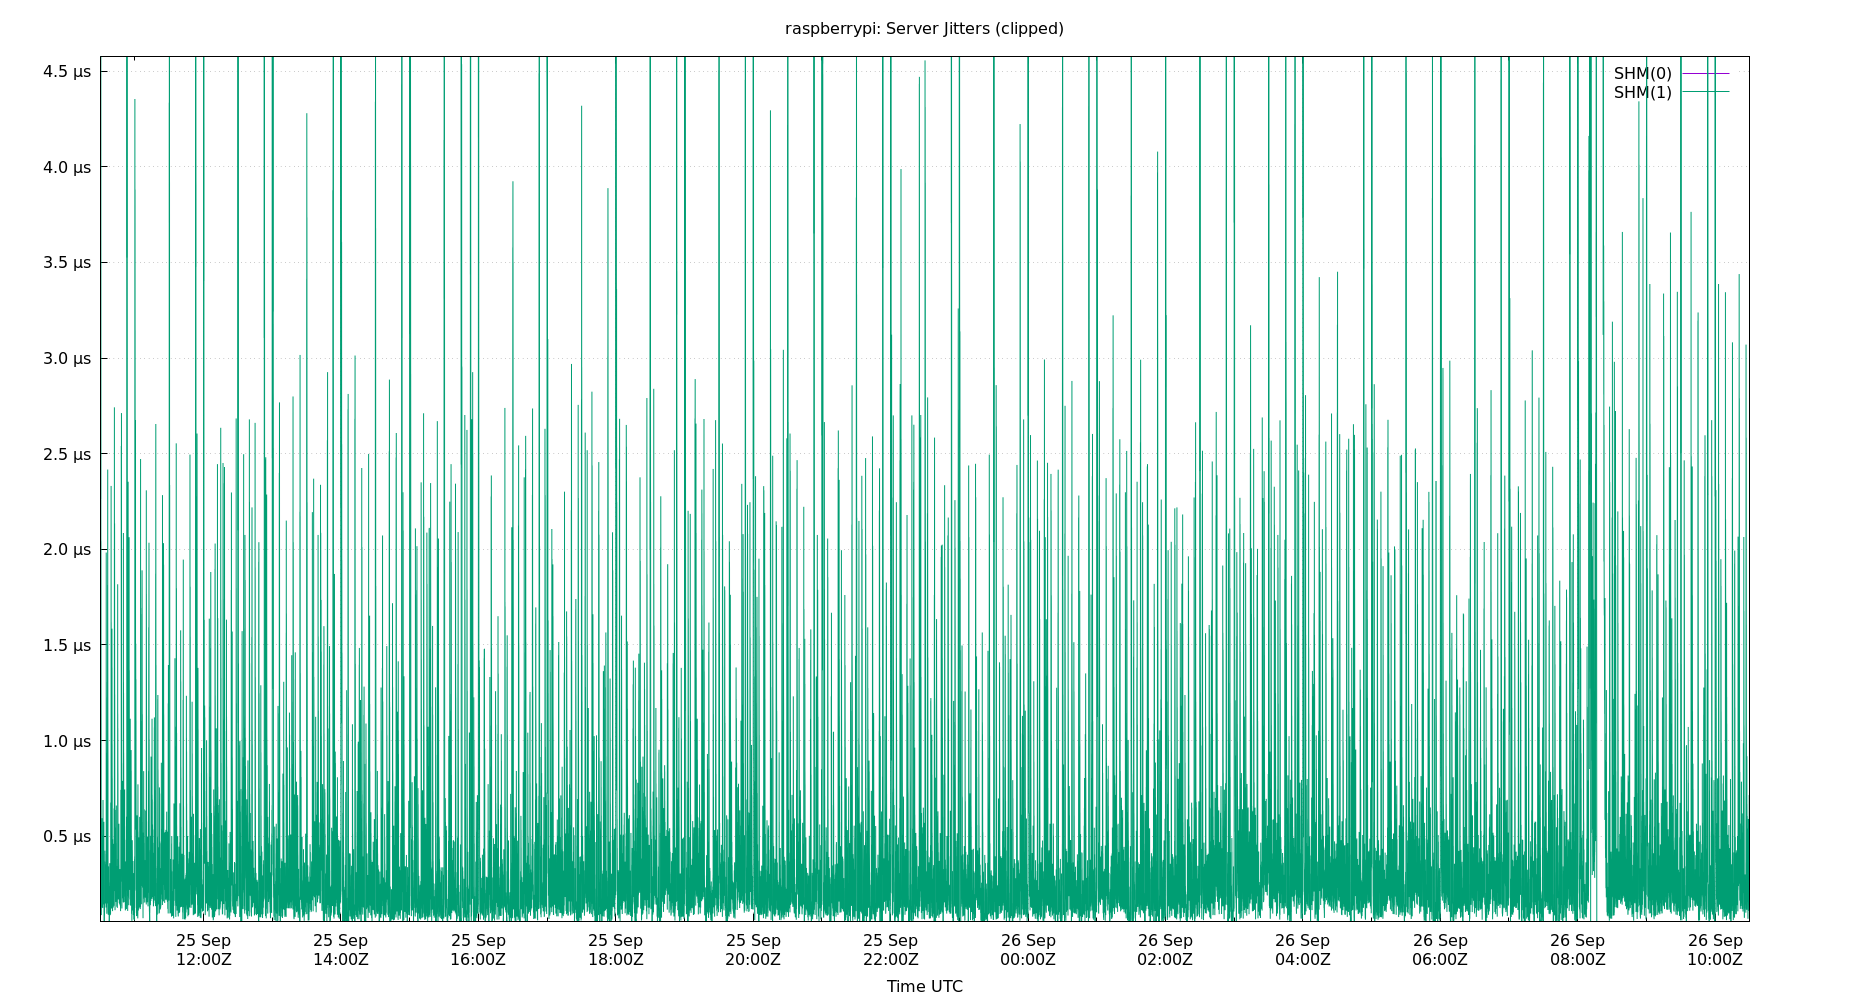 raspberrypi: Server Jitters (clipped)
4.5 µs
4.0 µs
3.5 µs
3.0 µs
2.5 µs
2.0 µs
1.5 µs
1.0 µs
0.5 µs
SHM(0)
SHM(1)
25 Sep 25 Sep 25 Sep 25 Sep 25 Sep 25 Sep 26 Sep 26 Sep 26 Sep 26 Sep 26 Sep 26 Sep
12:00Z 14:00Z 16:00Z 18:00Z 20:00Z 22:00Z 00:00Z 02:00Z 04:00Z 06:00Z 08:00Z 10:00Z
Time UTC